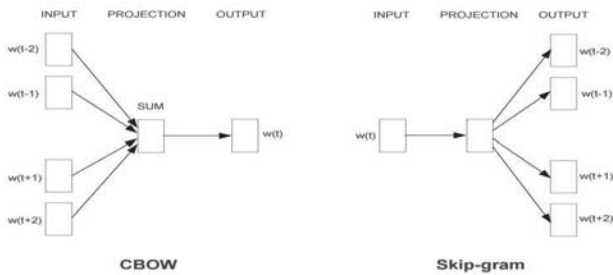 INPUT PROJECTION OUTPUT
w(t-2)
w(t-1)
SUM
w(t)
w(t+1)
w(t+2)
CBOW
INPUT PROJECTION OUTPUT
w(t-2)
w(t-1)
w(t)
w(t+1)
w(t+2)
Skip-gram